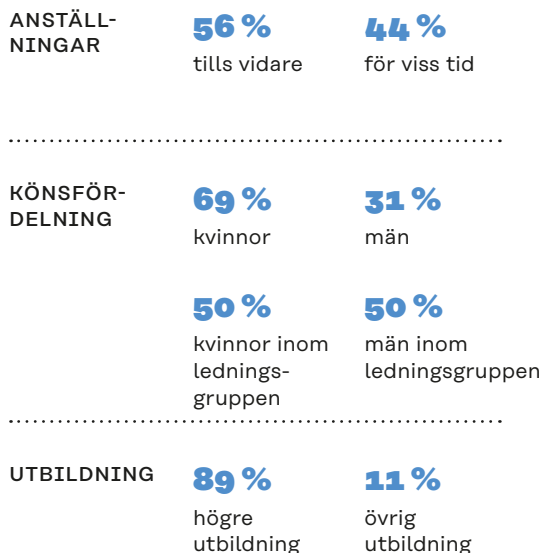 ANSTÄLL-
NINGAR
56 %
tills vidare
44 %
för viss tid
KÖNSFÖR-
DELNING
69 %
kvinnor
31 %
män
50 %
kvinnor inom
lednings-
gruppen
50 %
män inom
ledningsgruppen
UTBILDNING
89 %
högre
utbildning
11 %
övrig
utbildning